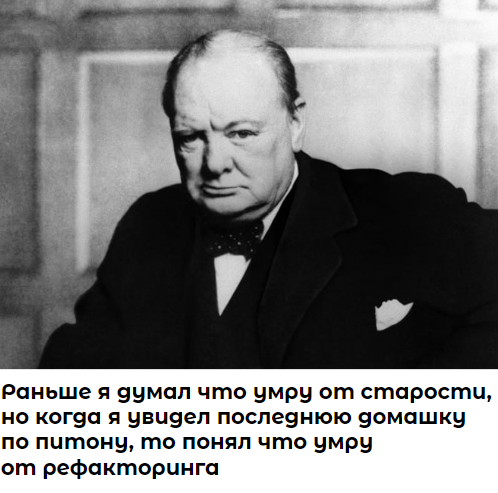 Раньше я думал что умру от старости,
но когда я увидел последнюю домашку
по питону, то понял что умру
от рефакторинга